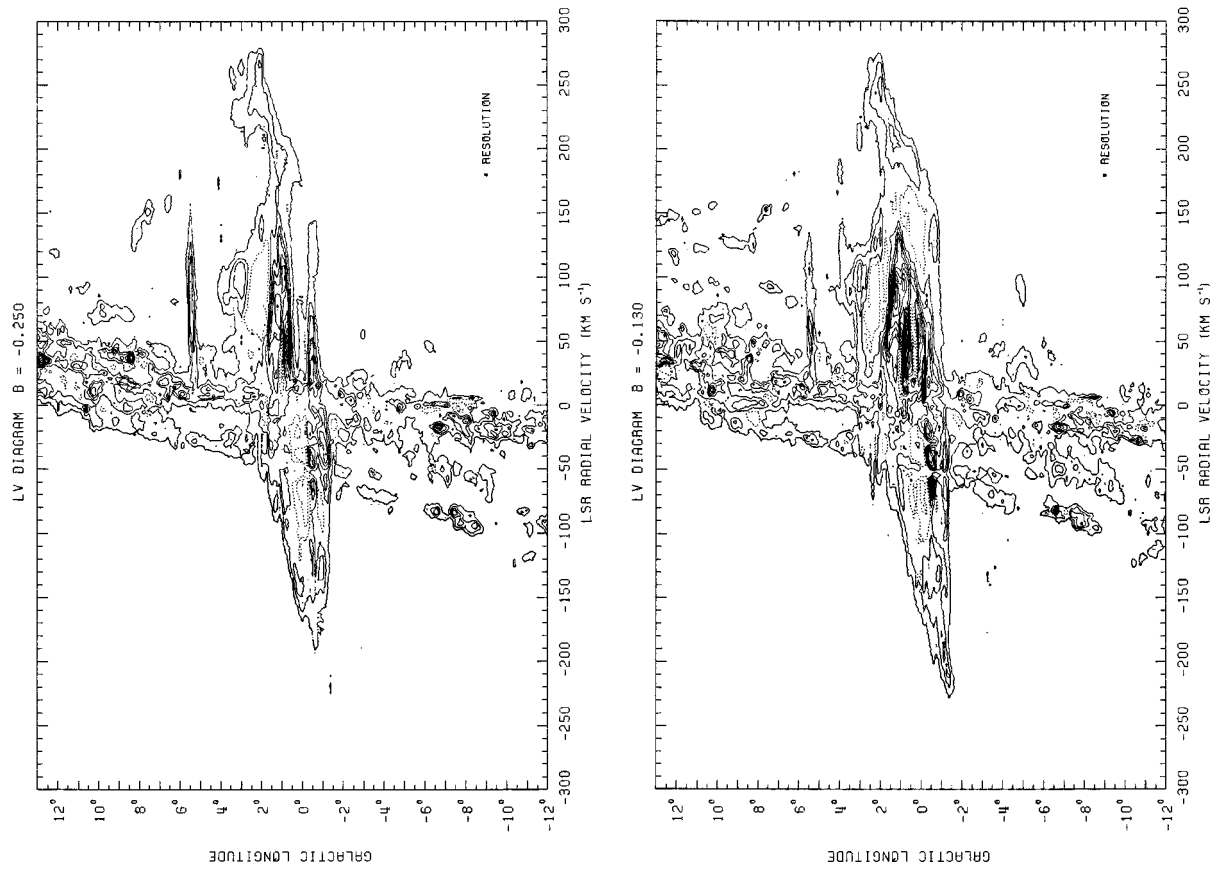 LV DIAGRAM B = -0.250
12°
10°
8°
6°
4°
2°
0°
-2°
-4°
-6°
-8°
-10°
-12°
GALACTIC LONGITUDE
RESOLUTION
-300 -250 -200 -150 -100 -50 0 50 100 150 200 250 300
LSR RADIAL VELOCITY (KM S⁻¹)
LV DIAGRAM B = -0.130
12°
10°
8°
6°
4°
2°
0°
-2°
-4°
-6°
-8°
-10°
-12°
GALACTIC LONGITUDE
RESOLUTION
-300 -250 -200 -150 -100 -50 0 50 100 150 200 250 300
LSR RADIAL VELOCITY (KM S⁻¹)